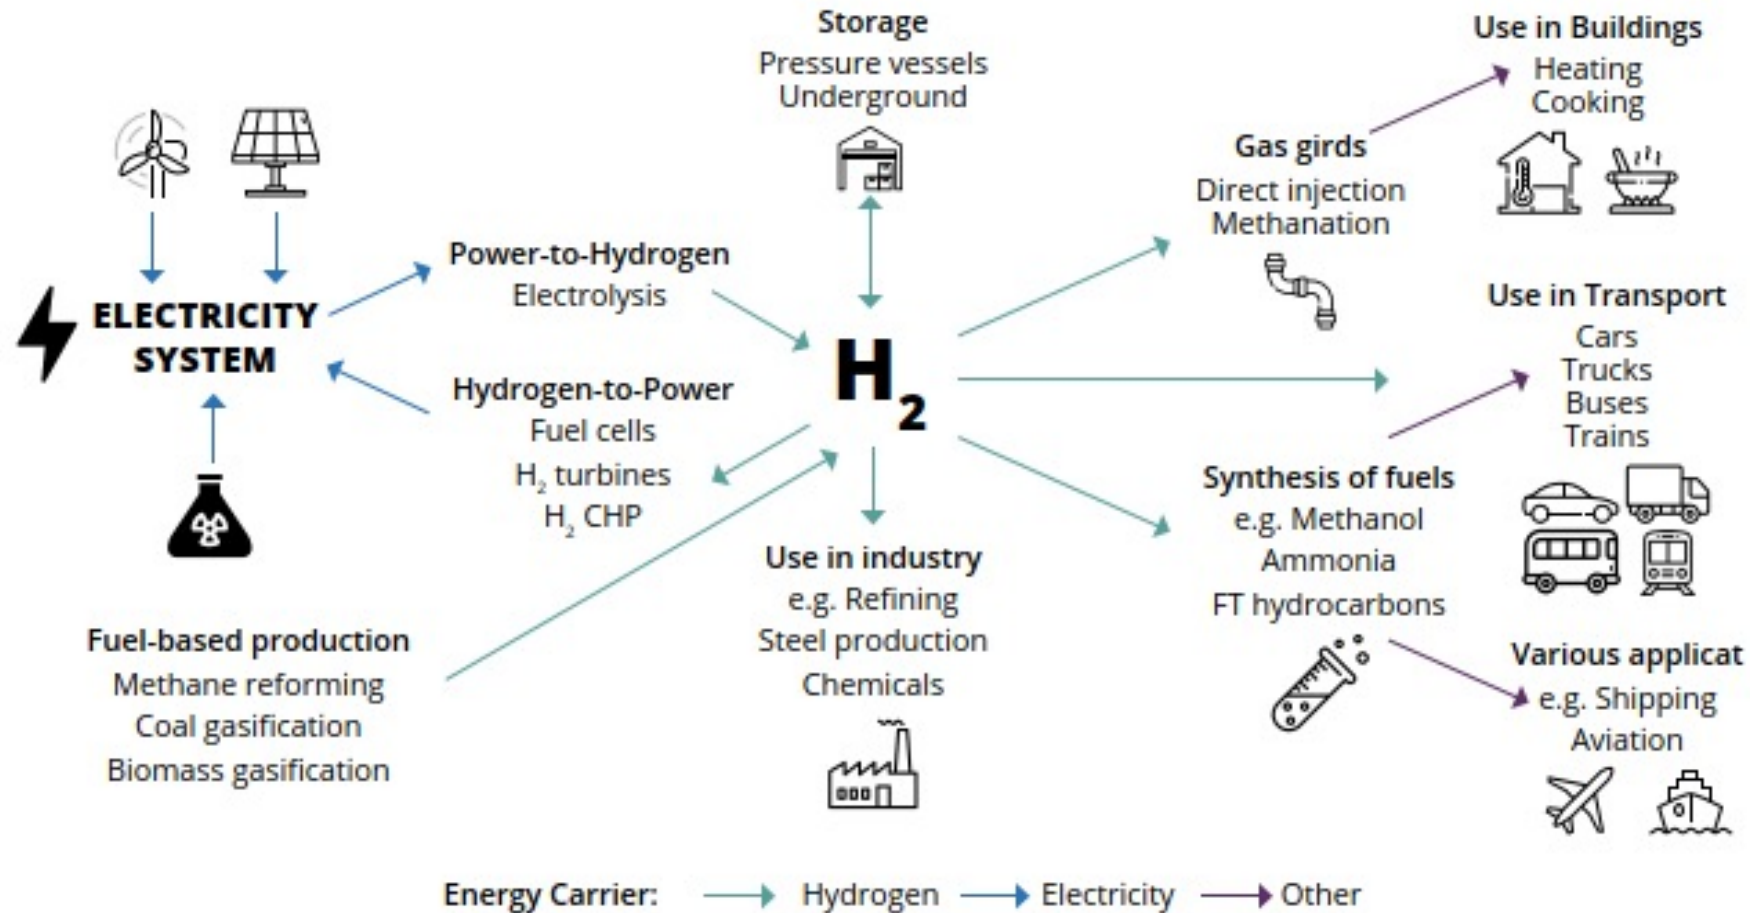 Storage
Pressure vessels
Underground
Use in Buildings
Heating
Cooking
Gas girds
Direct injection
Methanation
Power-to-Hydrogen
Electrolysis
ELECTRICITY
SYSTEM
H₂
Hydrogen-to-Power
Fuel cells
H₂ turbines
H₂ CHP
Use in Transport
Cars
Trucks
Buses
Trains
Synthesis of fuels
e.g. Methanol
Ammonia
FT hydrocarbons
Use in industry
e.g. Refining
Steel production
Chemicals
Fuel-based production
Methane reforming
Coal gasification
Biomass gasification
Various applicat
e.g. Shipping
Aviation
Energy Carrier: Hydrogen Electricity Other